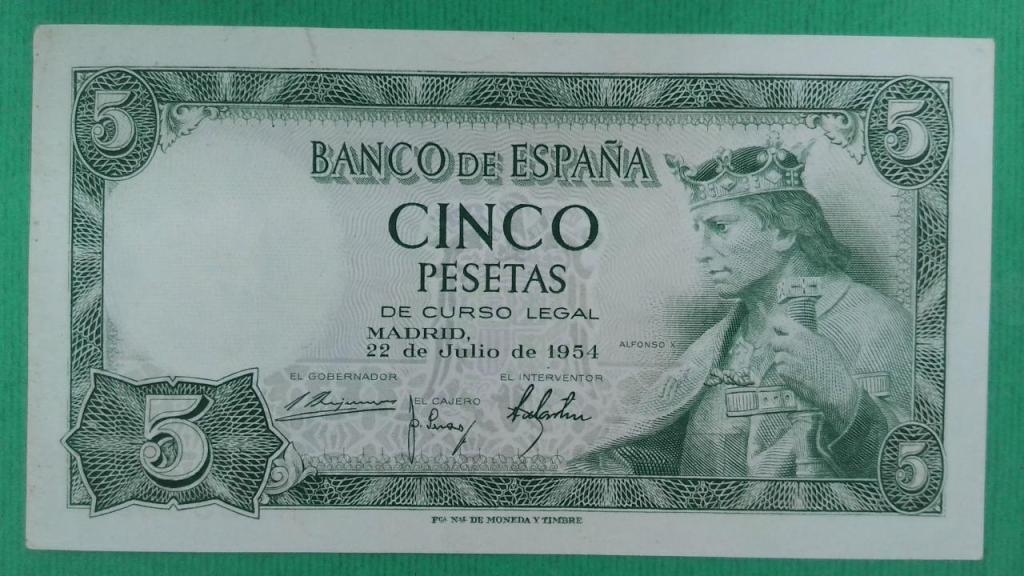 5 5
BANCO DE ESPAÑA
CINCO
PESETAS
DE CURSO LEGAL
MADRID,
22 de Julio de 1954
ALFONSO X
EL GOBERNADOR EL INTERVENTOR
EL CAJERO
5 5
FCA NAL DE MONEDA Y TIMBRE